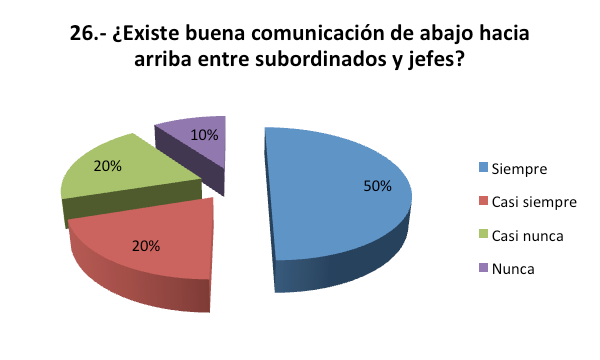 26.- ¿Existe buena comunicación de abajo hacia
arriba entre subordinados y jefes?
10%
20%
50%
20%
Siempre
Casi siempre
Casi nunca
Nunca